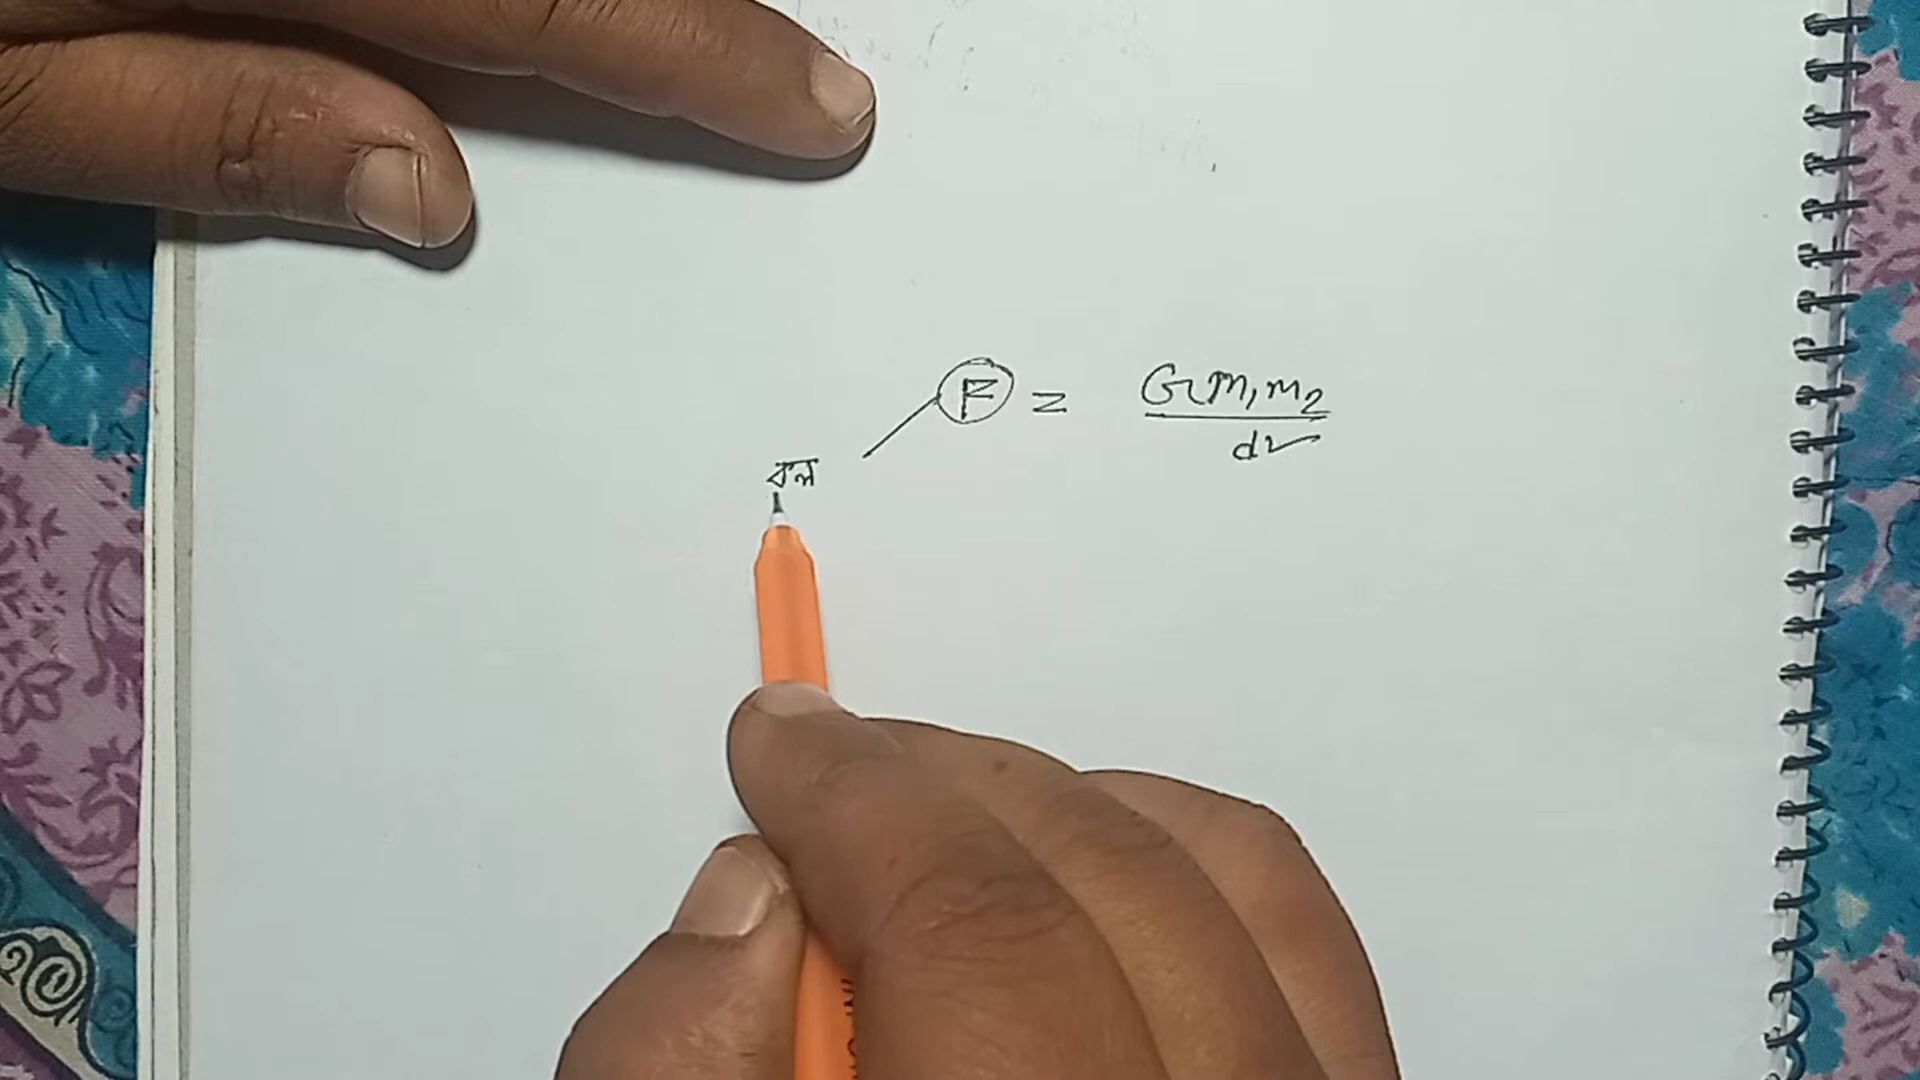 F = Gm₁m₂ / d²
বল